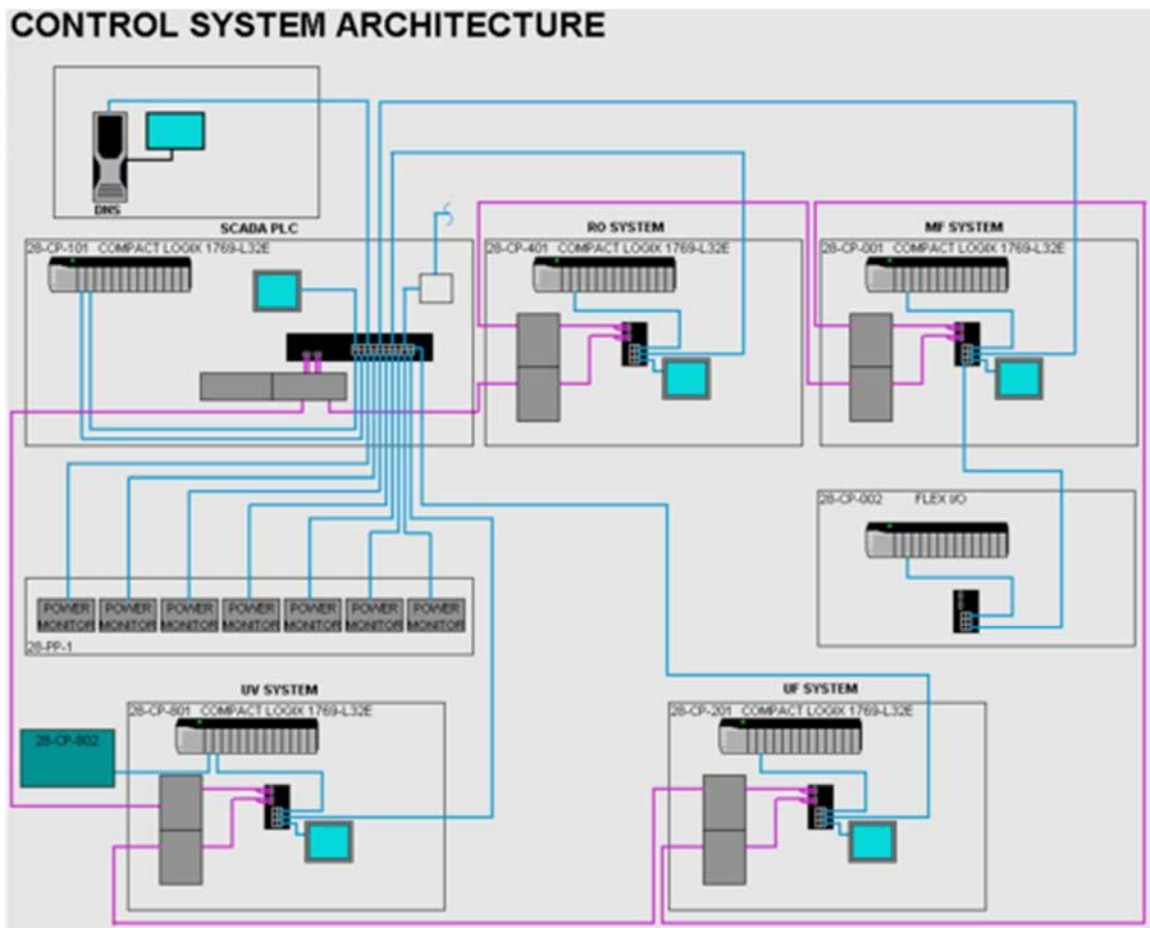 CONTROL SYSTEM ARCHITECTURE
DNS
SCADA PLC
28-CP-101 COMPACT LOGIX 1769-L32E
RO SYSTEM
28-CP-401 COMPACT LOGIX 1769-L32E
MF SYSTEM
28-CP-001 COMPACT LOGIX 1769-L32E
28-CP-002 FLEX I/O
POWER MONITOR
POWER MONITOR
POWER MONITOR
POWER MONITOR
POWER MONITOR
POWER MONITOR
POWER MONITOR
28-PP-1
UV SYSTEM
28-CP-801 COMPACT LOGIX 1769-L32E
28-CP-802
UF SYSTEM
28-CP-201 COMPACT LOGIX 1769-L32E